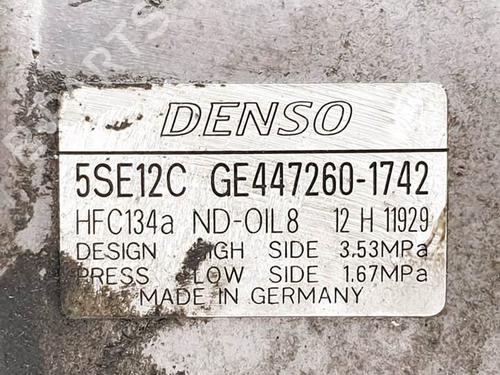 DENSO
5SE12C GE447260-1742
HFC134a ND-OIL8 12 H 11929
DESIGN HIGH SIDE 3.53MPa
PRESS LOW SIDE 1.67MPa
MADE IN GERMANY